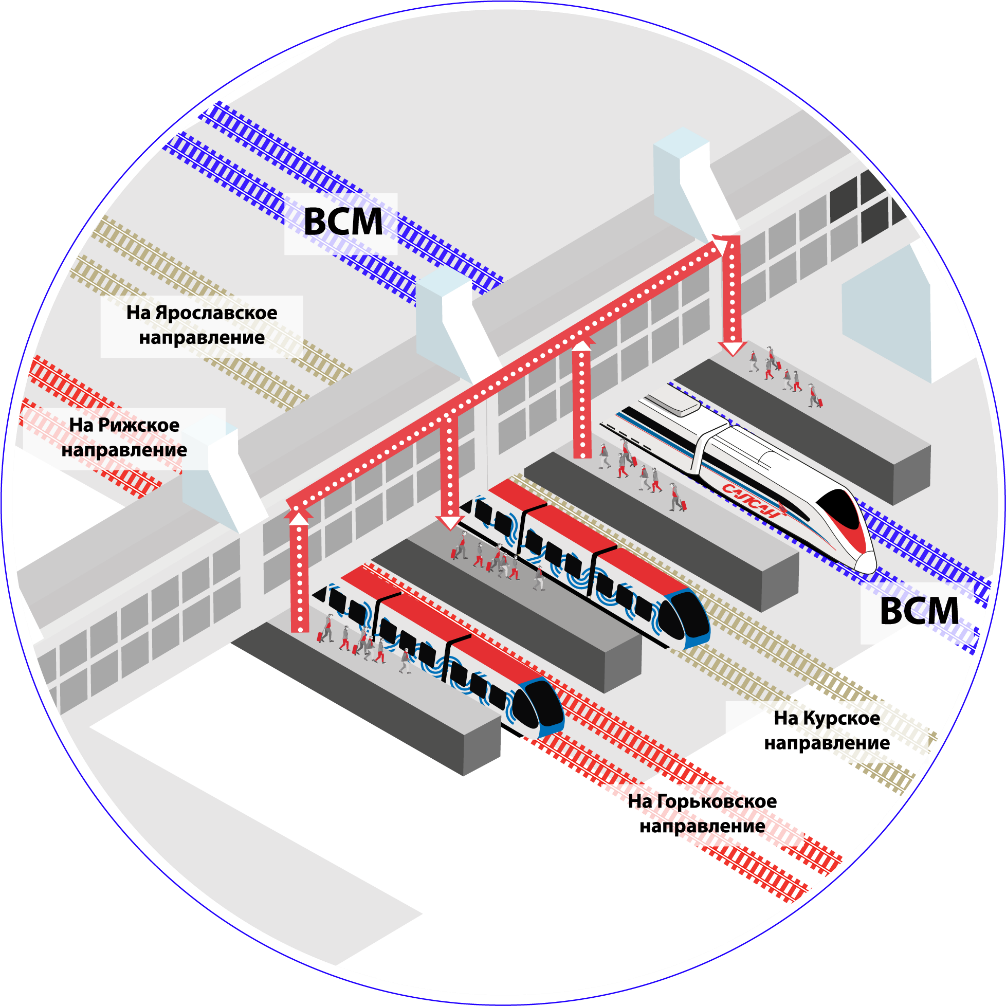 ВСМ
На Ярославское
направление
На Рижское
направление
САПСАН
ВСМ
На Курское
направление
На Горьковское
направление